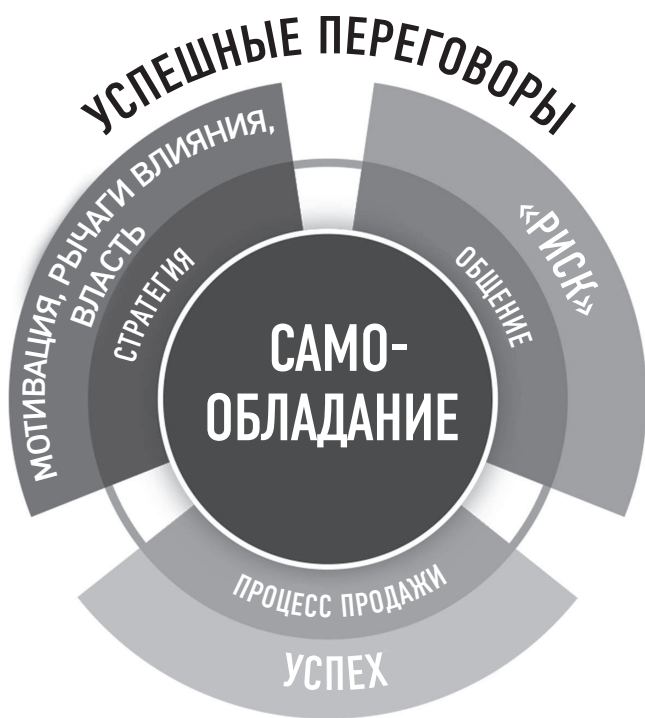 УСПЕШНЫЕ ПЕРЕГОВОРЫ
МОТИВАЦИЯ, РЫЧАГИ ВЛИЯНИЯ,
ВЛАСТЬ
СТРАТЕГИЯ
«РИСК»
ОБЩЕНИЕ
САМО-
ОБЛАДАНИЕ
ПРОЦЕСС ПРОДАЖИ
УСПЕХ